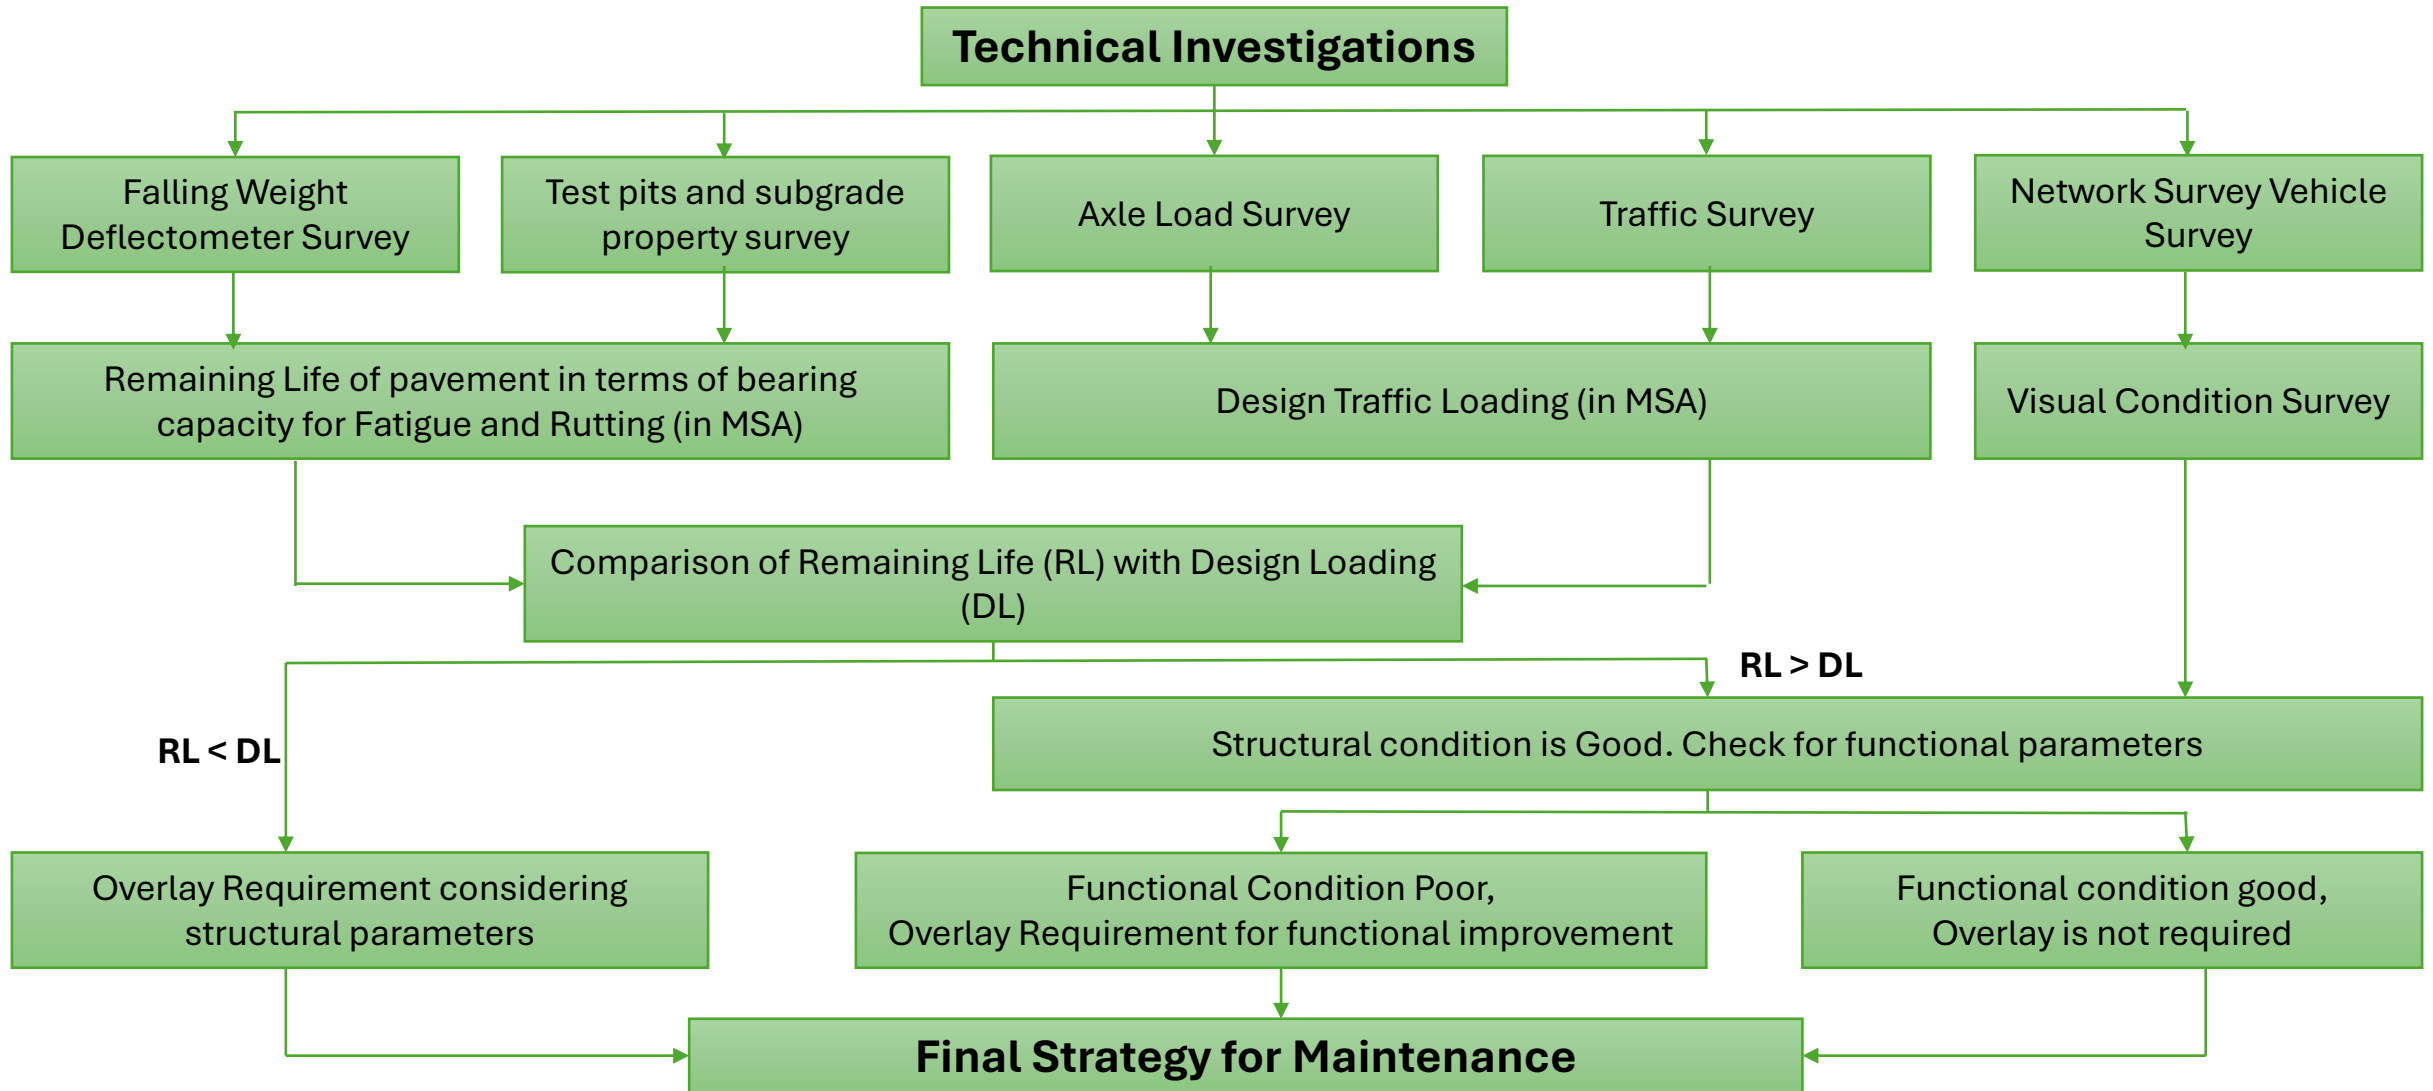 Technical Investigations
Falling Weight
Deflectometer Survey
Test pits and subgrade
property survey
Axle Load Survey
Traffic Survey
Network Survey Vehicle
Survey
Remaining Life of pavement in terms of bearing
capacity for Fatigue and Rutting (in MSA)
Design Traffic Loading (in MSA)
Visual Condition Survey
Comparison of Remaining Life (RL) with Design Loading
(DL)
RL > DL
RL < DL
Structural condition is Good. Check for functional parameters
Overlay Requirement considering
structural parameters
Functional Condition Poor,
Overlay Requirement for functional improvement
Functional condition good,
Overlay is not required
Final Strategy for Maintenance